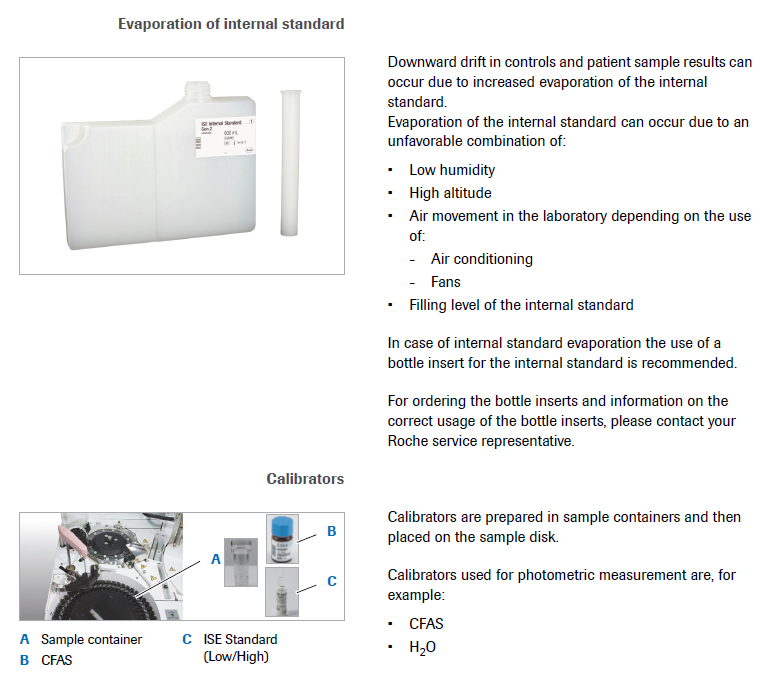 Evaporation of internal standard
ISE Internal Standard
Gen.2
600 mL
Downward drift in controls and patient sample results can
occur due to increased evaporation of the internal
standard.
Evaporation of the internal standard can occur due to an
unfavorable combination of:
▪ Low humidity
▪ High altitude
▪ Air movement in the laboratory depending on the use
of:
– Air conditioning
– Fans
▪ Filling level of the internal standard
In case of internal standard evaporation the use of a
bottle insert for the internal standard is recommended.
For ordering the bottle inserts and information on the
correct usage of the bottle inserts, please contact your
Roche service representative.
Calibrators
A
B
C
A Sample container
B CFAS
C ISE Standard
(Low/High)
Calibrators are prepared in sample containers and then
placed on the sample disk.
Calibrators used for photometric measurement are, for
example:
▪ CFAS
▪ H₂O